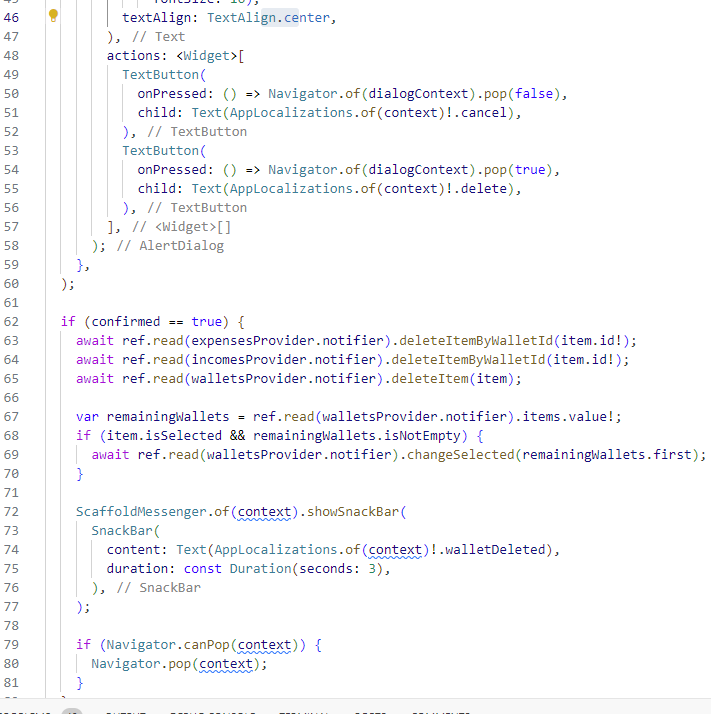 46 textAlign: TextAlign.center,
47 ), // Text
48 actions: <Widget>[
49 TextButton(
50 onPressed: () => Navigator.of(dialogContext).pop(false),
51 child: Text(AppLocalizations.of(context)!.cancel),
52 ), // TextButton
53 TextButton(
54 onPressed: () => Navigator.of(dialogContext).pop(true),
55 child: Text(AppLocalizations.of(context)!.delete),
56 ), // TextButton
57 ], // <Widget>[]
58 ); // AlertDialog
59 },
60 );
61
62 if (confirmed == true) {
63 await ref.read(expensesProvider.notifier).deleteItemByWalletId(item.id!);
64 await ref.read(incomesProvider.notifier).deleteItemByWalletId(item.id!);
65 await ref.read(walletsProvider.notifier).deleteItem(item);
66
67 var remainingWallets = ref.read(walletsProvider.notifier).items.value!;
68 if (item.isSelected && remainingWallets.isNotEmpty) {
69 await ref.read(walletsProvider.notifier).changeSelected(remainingWallets.first);
70 }
71
72 ScaffoldMessenger.of(context).showSnackBar(
73 SnackBar(
74 content: Text(AppLocalizations.of(context)!.walletDeleted),
75 duration: const Duration(seconds: 3),
76 ), // SnackBar
77 );
78
79 if (Navigator.canPop(context)) {
80 Navigator.pop(context);
81 }